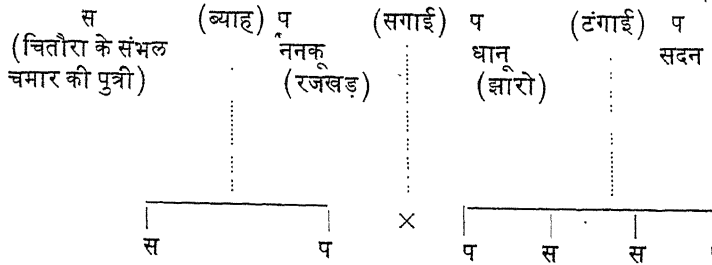 स (ब्याह) प (सगाई) प (टंगाई) प
(चितौरा के संभल ननकू धानू सदन
चमार की पुत्री) (रजखड़) (झारो)
×
स प प स स